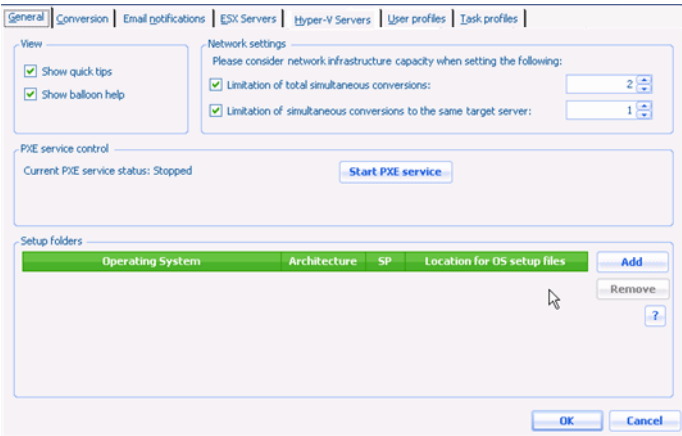 General Conversion Email notifications ESX Servers Hyper-V Servers User profiles Task profiles
View
Show quick tips
Show balloon help
Network settings
Please consider network infrastructure capacity when setting the following:
Limitation of total simultaneous conversions: 2
Limitation of simultaneous conversions to the same target server: 1
PXE service control
Current PXE service status: Stopped Start PXE service
Setup folders
Operating System Architecture SP Location for OS setup files Add
Remove
?
OK Cancel